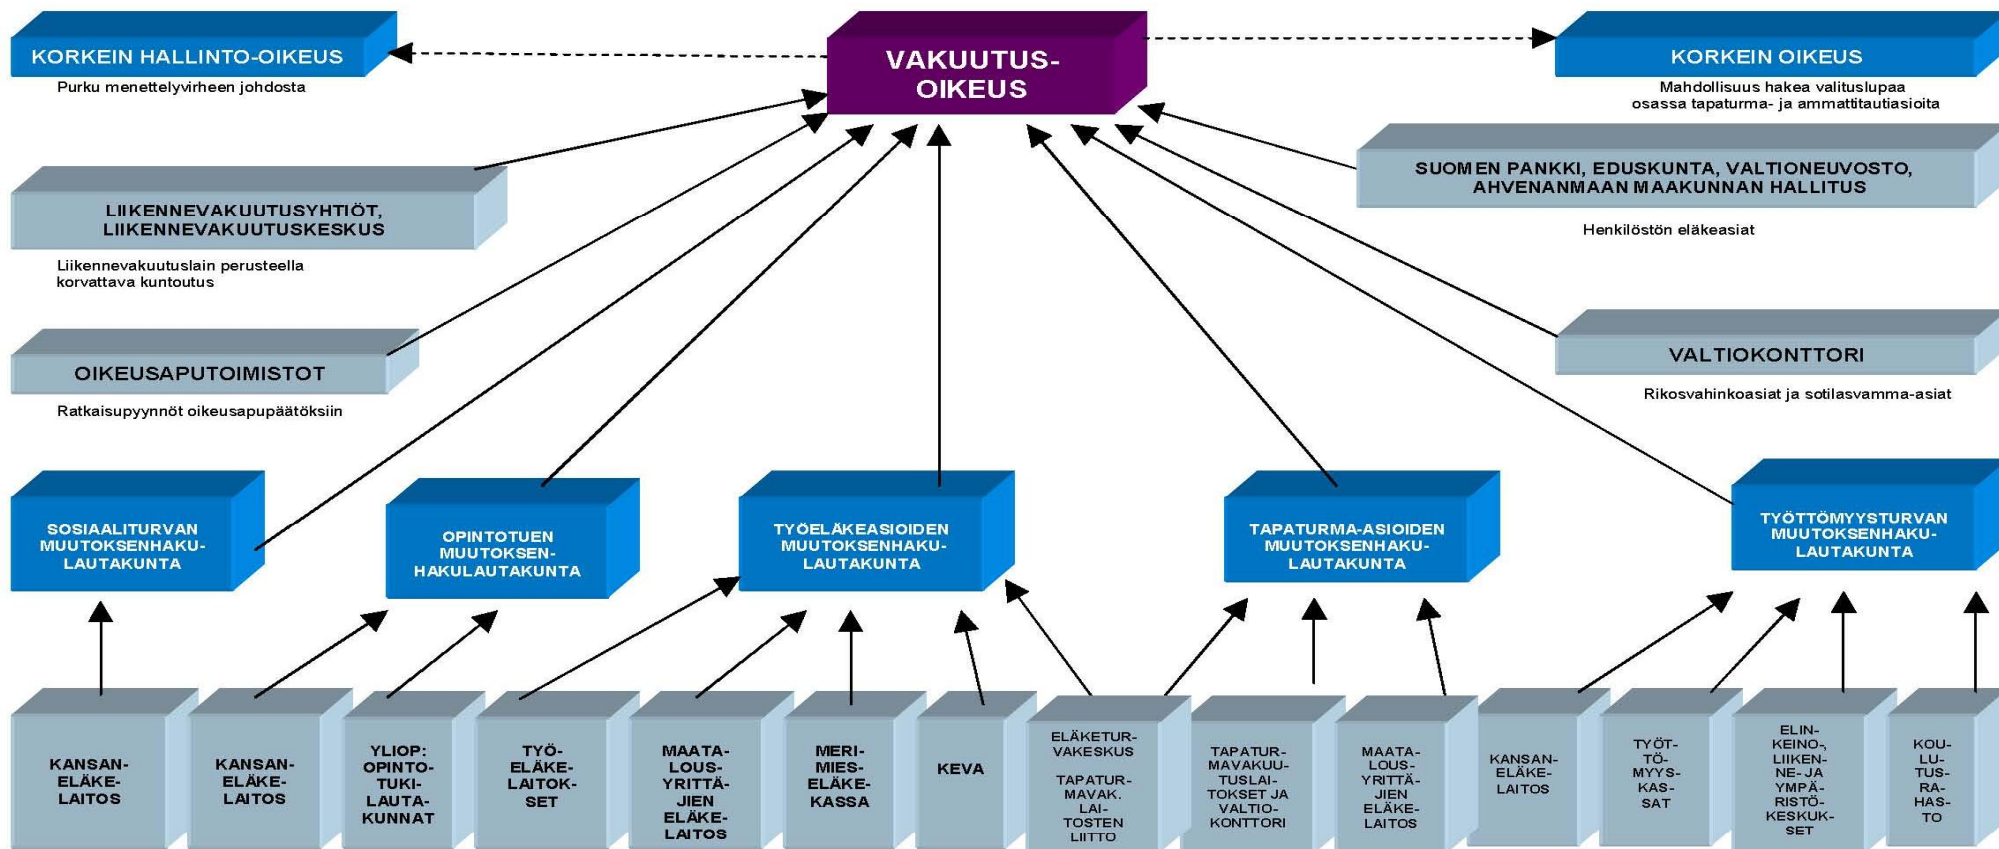 KORKEIN HALLINTO-OIKEUS
Purku menettelyvirheen johdosta
VAKUUTUS-
OIKEUS
KORKEIN OIKEUS
Mahdollisuus hakea valituslupaa
osassa tapaturma- ja ammattitautiasioita
LIIKENNEVAKUUTUSYHTIÖT,
LIIKENNEVAKUUTUSKESKUS
Liikennevakuutuslain perusteella
korvattava kuntoutus
SUOMEN PANKKI, EDUSKUNTA, VALTIONEUVOSTO,
AHVENANMAAN MAAKUNNAN HALLITUS
Henkilöstön eläkeasiat
OIKEUSAPUTOIMISTOT
Ratkaisupyynnöt oikeusapupäätöksiin
VALTIOKONTTORI
Rikosvahinkoasiat ja sotilasvamma-asiat
SOSIAALITURVAN
MUUTOKSENHAKU-
LAUTAKUNTA
OPINTOTUEN
MUUTOKSEN-
HAKULAUTAKUNTA
TYÖELÄKEASIOIDEN
MUUTOKSENHAKU-
LAUTAKUNTA
TAPATURMA-ASIOIDEN
MUUTOKSENHAKU-
LAUTAKUNTA
TYÖTTÖMYYSTURVAN
MUUTOKSENHAKU-
LAUTAKUNTA
KANSAN-
ELÄKE-
LAITOS
KANSAN-
ELÄKE-
LAITOS
YLIOP:
OPINTO-
TUKI-
LAUTA-
KUNNAT
TYÖ-
ELÄKE-
LAITOK-
SET
MAATA-
LOUS-
YRITTÄ-
JIEN
ELÄKE-
LAITOS
MERI-
MIES-
ELÄKE-
KASSA
KEVA
ELÄKETUR-
VAKESKUS
TAPATUR-
MAVAK.
LAI-
TOSTEN
LIITTO
TAPATUR-
MAVAKUU-
TUSLAI-
TOKSET JA
VALTIO-
KONTTORI
MAATA-
LOUS-
YRITTÄ-
JIEN
ELÄKE-
LAITOS
KANSAN-
ELÄKE-
LAITOS
TYÖT-
TÖ-
MYYS-
KAS-
SAT
ELIN-
KEINO-,
LIIKEN-
NE- JA
YMPÄ-
RISTÖ-
KESKUK-
SET
KOU-
LU-
TUS-
RA-
HAS-
TO